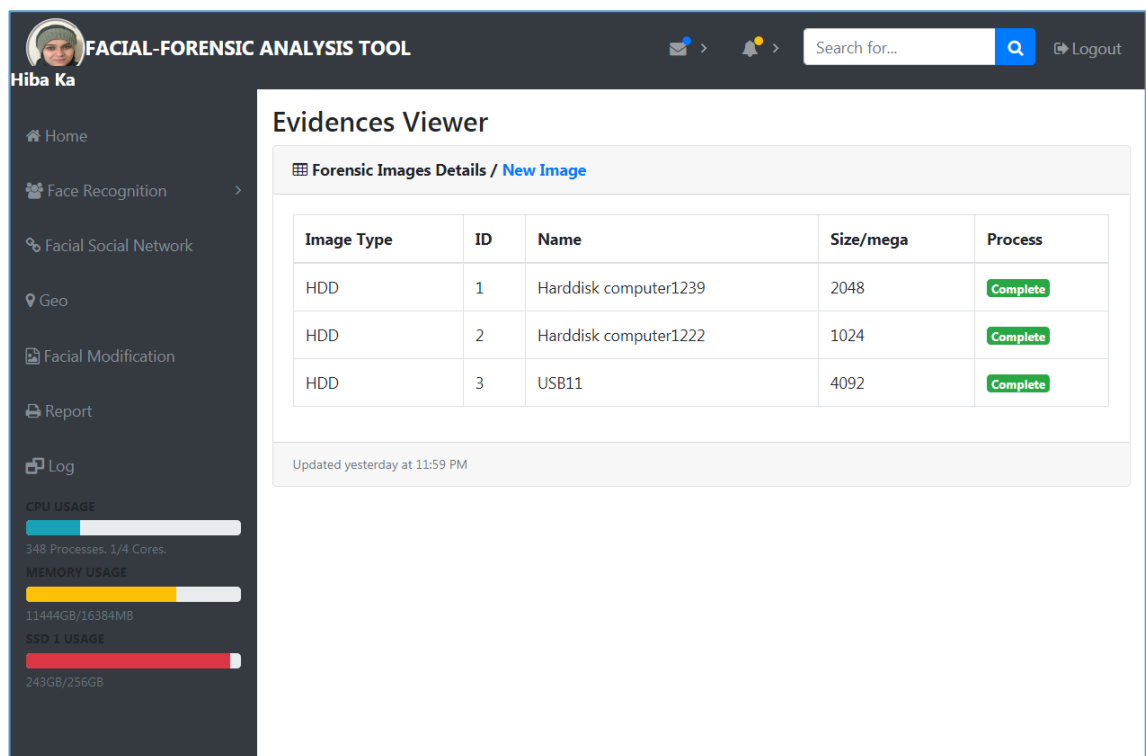 FACIAL-FORENSIC ANALYSIS TOOL
Search for...
Logout
Hiba Ka
Home
Face Recognition
Facial Social Network
Geo
Facial Modification
Report
Log
CPU USAGE
348 Processes. 1/4 Cores.
MEMORY USAGE
11444GB/16384MB
SSD 1 USAGE
243GB/256GB
Evidences Viewer
Forensic Images Details / New Image
Image Type ID Name Size/mega Process
HDD 1 Harddisk computer1239 2048 Complete
HDD 2 Harddisk computer1222 1024 Complete
HDD 3 USB11 4092 Complete
Updated yesterday at 11:59 PM